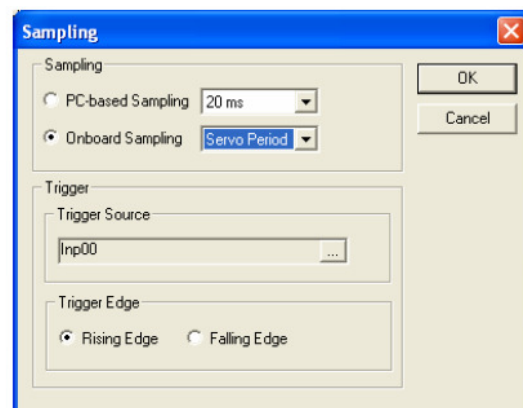 Sampling
Sampling
PC-based Sampling 20 ms
Onboard Sampling Servo Period
OK
Cancel
Trigger
Trigger Source
Inp00 ...
Trigger Edge
Rising Edge Falling Edge